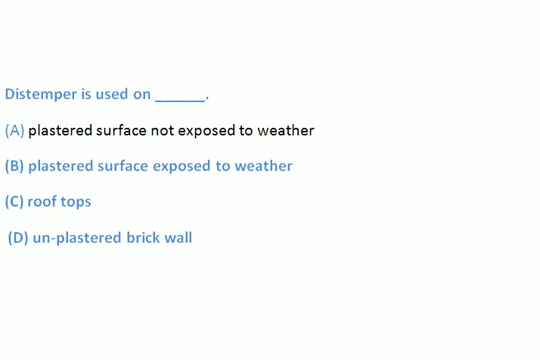 Distemper is used on ______.
(A) plastered surface not exposed to weather
(B) plastered surface exposed to weather
(C) roof tops
(D) un-plastered brick wall